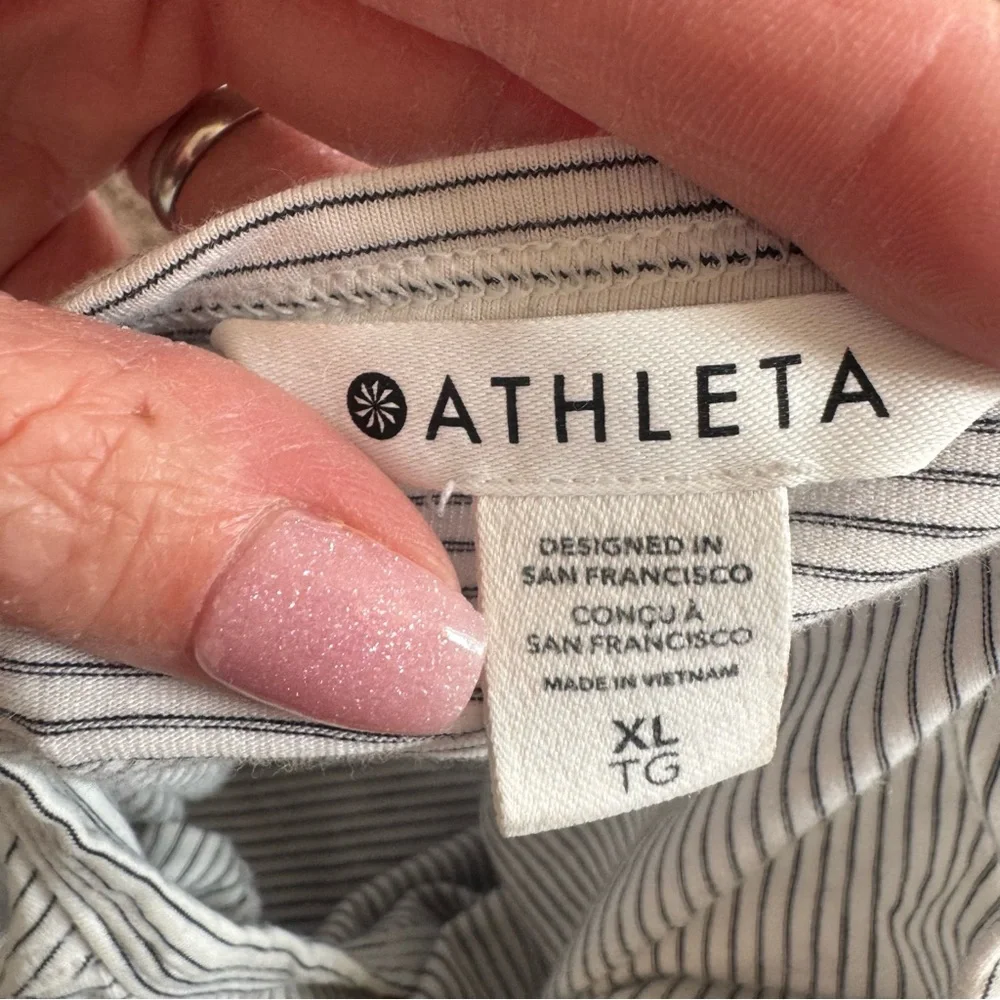 ATHLETA
DESIGNED IN
SAN FRANCISCO
CONÇU À
SAN FRANCISCO
MADE IN VIETNAM
XL
TG